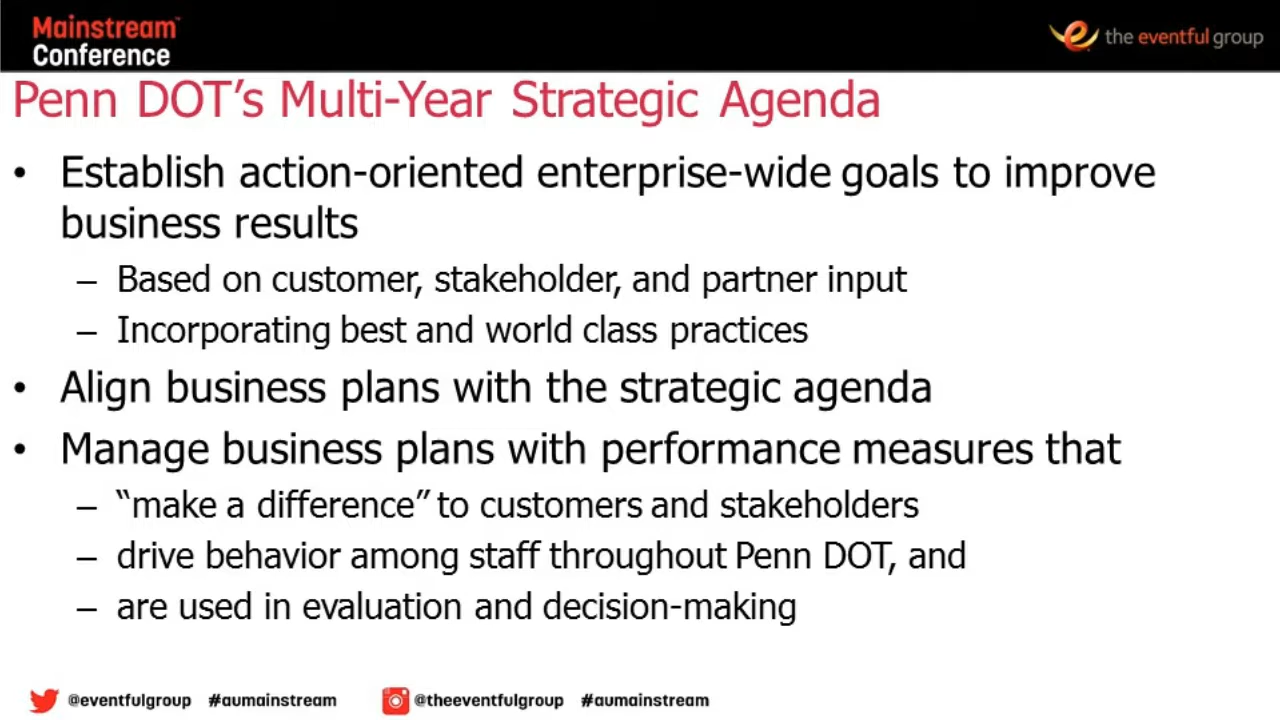 Mainstream™
Conference
the eventful group
Penn DOT’s Multi-Year Strategic Agenda
• Establish action-oriented enterprise-wide goals to improve
business results
– Based on customer, stakeholder, and partner input
– Incorporating best and world class practices
• Align business plans with the strategic agenda
• Manage business plans with performance measures that
– “make a difference” to customers and stakeholders
– drive behavior among staff throughout Penn DOT, and
– are used in evaluation and decision-making
@eventfulgroup #aumainstream @theeventfulgroup #aumainstream